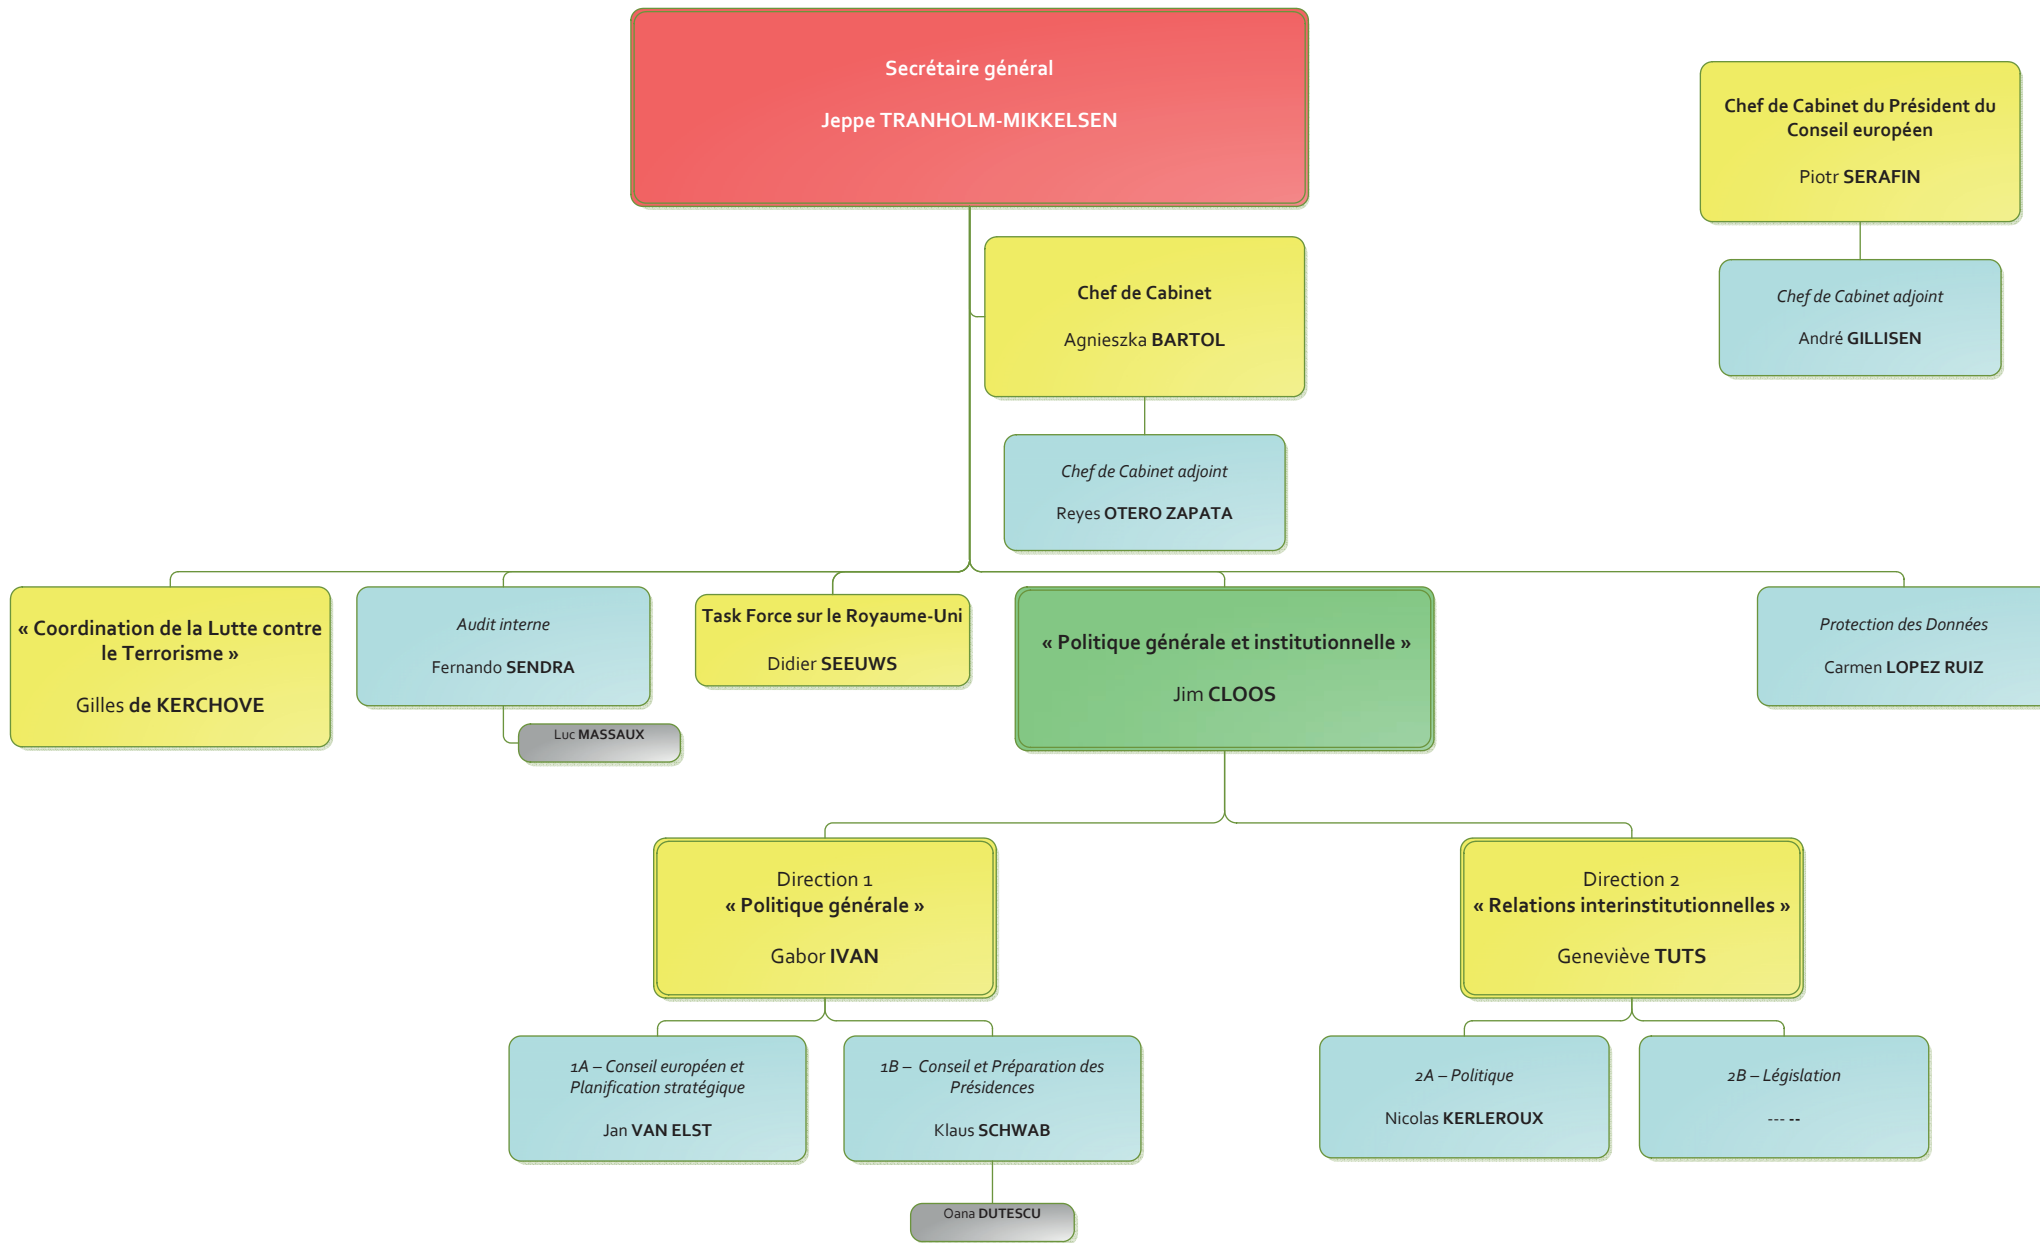 Secrétaire général
Jeppe TRANHOLM-MIKKELSEN
Chef de Cabinet du Président du
Conseil européen
Piotr SERAFIN
Chef de Cabinet
Agnieszka BARTOL
Chef de Cabinet adjoint
André GILLISEN
Chef de Cabinet adjoint
Reyes OTERO ZAPATA
« Coordination de la Lutte contre
le Terrorisme »
Gilles de KERCHOVE
Audit interne
Fernando SENDRA
Luc MASSAUX
Task Force sur le Royaume-Uni
Didier SEEUWS
« Politique générale et institutionnelle »
Jim CLOOS
Protection des Données
Carmen LOPEZ RUIZ
Direction 1
« Politique générale »
Gabor IVAN
Direction 2
« Relations interinstitutionnelles »
Geneviève TUTS
1A – Conseil européen et
Planification stratégique
Jan VAN ELST
1B – Conseil et Préparation des
Présidences
Klaus SCHWAB
Oana DUTESCU
2A – Politique
Nicolas KERLEROUX
2B – Législation
--- --